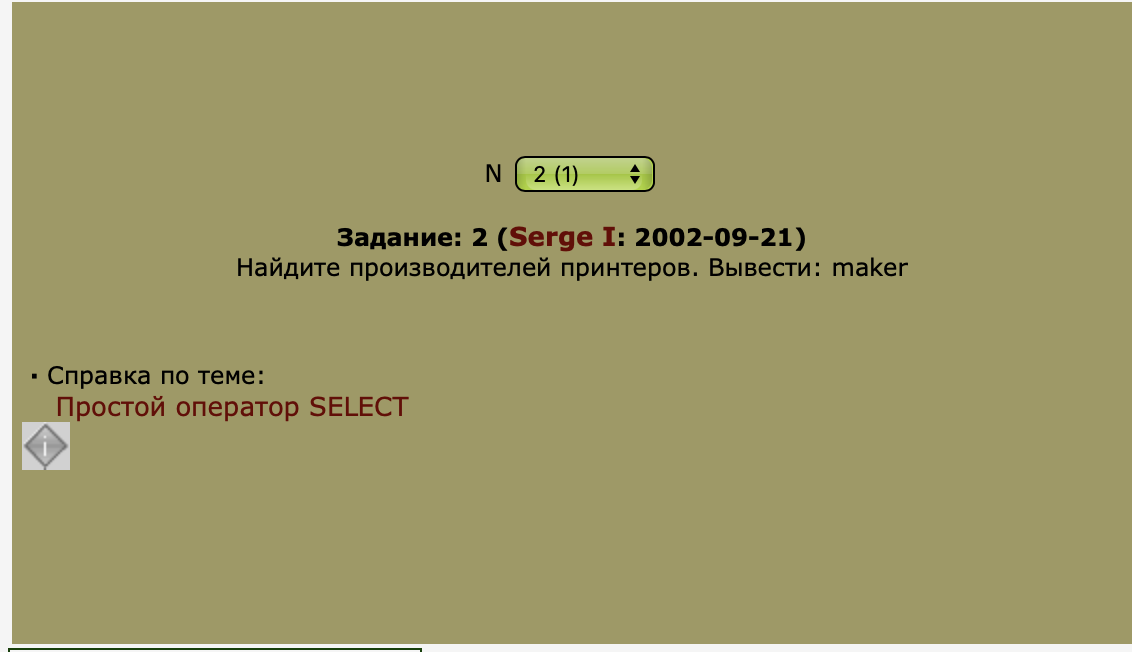 N 2 (1)
Задание: 2 (Serge I: 2002-09-21)
Найдите производителей принтеров. Вывести: maker
· Справка по теме:
Простой оператор SELECT
i